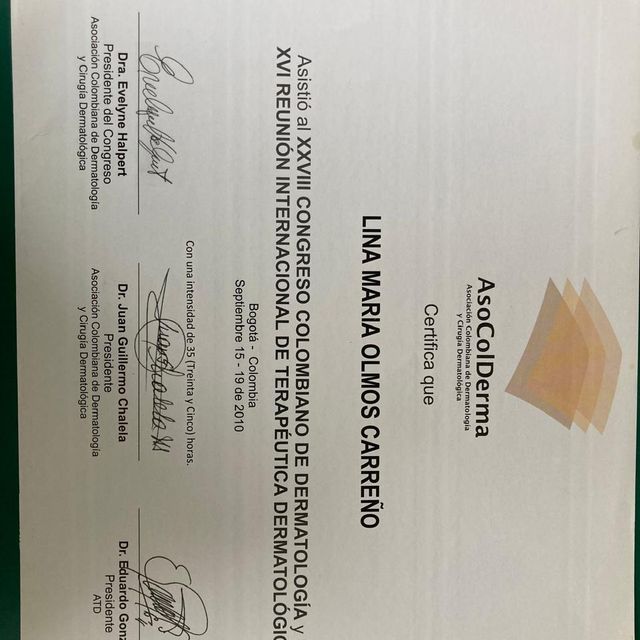 AsoColDerma
Asociación Colombiana de Dermatología
y Cirugía Dermatológica
Certifica que
LINA MARIA OLMOS CARREÑO
Asistió al XXVIII CONGRESO COLOMBIANO DE DERMATOLOGÍA y
XVI REUNIÓN INTERNACIONAL DE TERAPÉUTICA DERMATOLÓGIC
Bogotá - Colombia
Septiembre 15 - 19 de 2010
Con una intensidad de 35 (Treinta y Cinco) horas.
Dra. Evelyne Halpert
Presidente del Congreso
Asociación Colombiana de Dermatología
y Cirugía Dermatológica
Dr. Juan Guillermo Chalela
Presidente
Asociación Colombiana de Dermatología
y Cirugía Dermatológica
Dr. Eduardo Gonz
Presidente
ATD